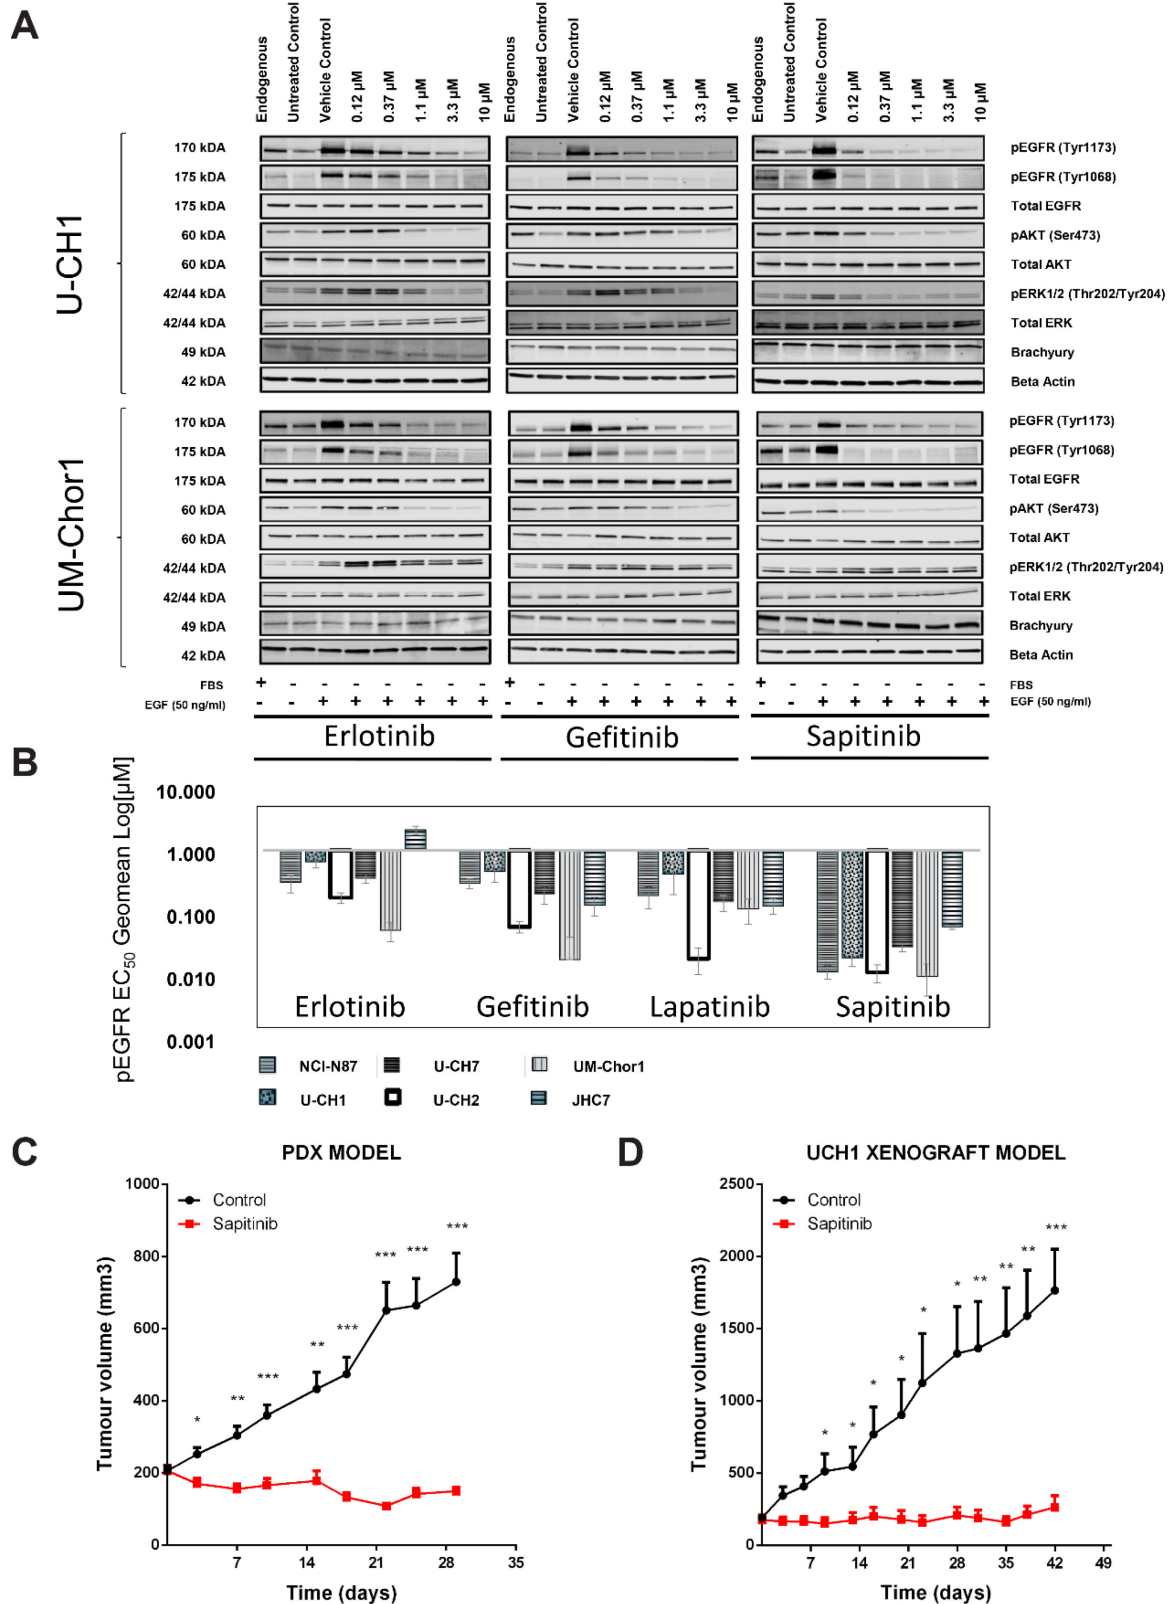 A
Endogenous Untreated Control Vehicle Control 0.12 µM 0.37 µM 1.1 µM 3.3 µM 10 µM Endogenous Untreated Control Vehicle Control 0.12 µM 0.37 µM 1.1 µM 3.3 µM 10 µM Endogenous Untreated Control Vehicle Control 0.12 µM 0.37 µM 1.1 µM 3.3 µM 10 µM
U-CH1
170 kDA pEGFR (Tyr1173)
175 kDA pEGFR (Tyr1068)
175 kDA Total EGFR
60 kDA pAKT (Ser473)
60 kDA Total AKT
42/44 kDA pERK1/2 (Thr202/Tyr204)
42/44 kDA Total ERK
49 kDA Brachyury
42 kDA Beta Actin
UM-Chor1
170 kDA pEGFR (Tyr1173)
175 kDA pEGFR (Tyr1068)
175 kDA Total EGFR
60 kDA pAKT (Ser473)
60 kDA Total AKT
42/44 kDA pERK1/2 (Thr202/Tyr204)
42/44 kDA Total ERK
49 kDA Brachyury
42 kDA Beta Actin
FBS + - - - - - - - + - - - - - - - + - - - - - - - FBS
EGF (50 ng/ml) - - + + + + + + - - + + + + + + - - + + + + + + EGF (50 ng/ml)
Erlotinib Gefitinib Sapitinib
B
pEGFR EC50 Geomean Log[µM]
10.000
1.000
0.100
0.010
0.001
Erlotinib Gefitinib Lapatinib Sapitinib
NCI-N87 U-CH7 UM-Chor1
U-CH1 U-CH2 JHC7
C
PDX MODEL
Tumour volume (mm3)
1000
800
600
400
200
0
Control
Sapitinib
* ** *** ** *** *** *** ***
7 14 21 28 35
Time (days)
D
UCH1 XENOGRAFT MODEL
Tumour volume (mm3)
2500
2000
1500
1000
500
0
Control
Sapitinib
* * * * * * ** ** ** ***
7 14 21 28 35 42 49
Time (days)